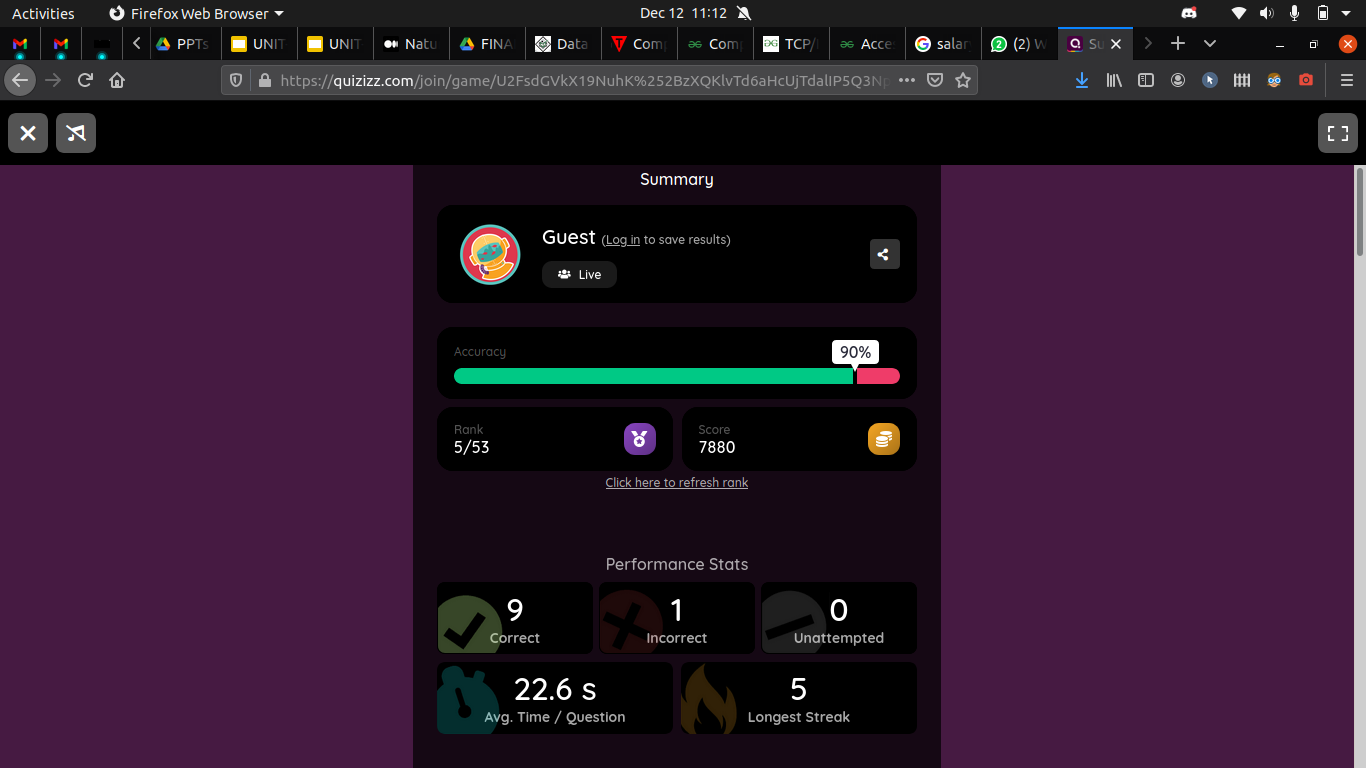 Activities Firefox Web Browser Dec 12 11:12
PPTs UNIT UNIT Natu FINA Data Comp Comp TCP/I Acce salar (2) W Su
https://quizizz.com/join/game/U2FsdGVkX19NuhK%252BzXQKlvTd6aHcUjTdalIP5Q3Np
Summary
Guest (Log in to save results)
Live
Accuracy
90%
Rank
5/53
Score
7880
Click here to refresh rank
Performance Stats
9
Correct
1
Incorrect
0
Unattempted
22.6 s
Avg. Time / Question
5
Longest Streak